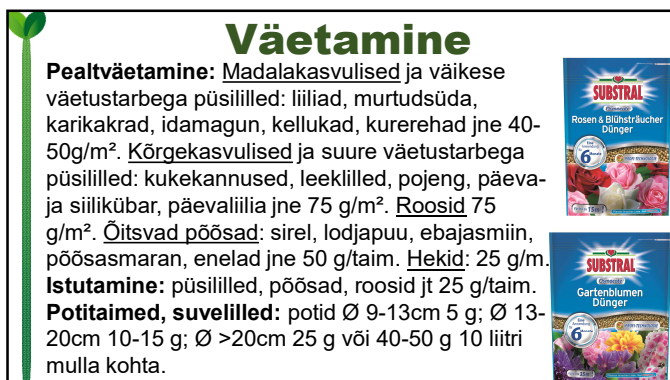 Väetamine
Pealtväetamine: Madalakasvulised ja väikese
väetustarbega püsililled: liiliad, murtudsüda,
karikakrad, idamagun, kellukad, kurerehad jne 40-
50g/m². Kõrgekasvulised ja suure väetustarbega
püsililled: kukekannused, leeklilled, pojeng, päeva-
ja siilikübar, päevaliilia jne 75 g/m². Roosid 75
g/m². Õitsvad põõsad: sirel, lodjapuu, ebajasmiin,
põõsasmaran, enelad jne 50 g/taim. Hekid: 25 g/m.
Istutamine: püsililled, põõsad, roosid jt 25 g/taim.
Potitaimed, suvelilled: potid Ø 9-13cm 5 g; Ø 13-
20cm 10-15 g; Ø >20cm 25 g või 40-50 g 10 liitri
mulla kohta.
SUBSTRAL
Rosen & Blühsträucher
Dünger
6
SUBSTRAL
Gartenblumen
Dünger
6